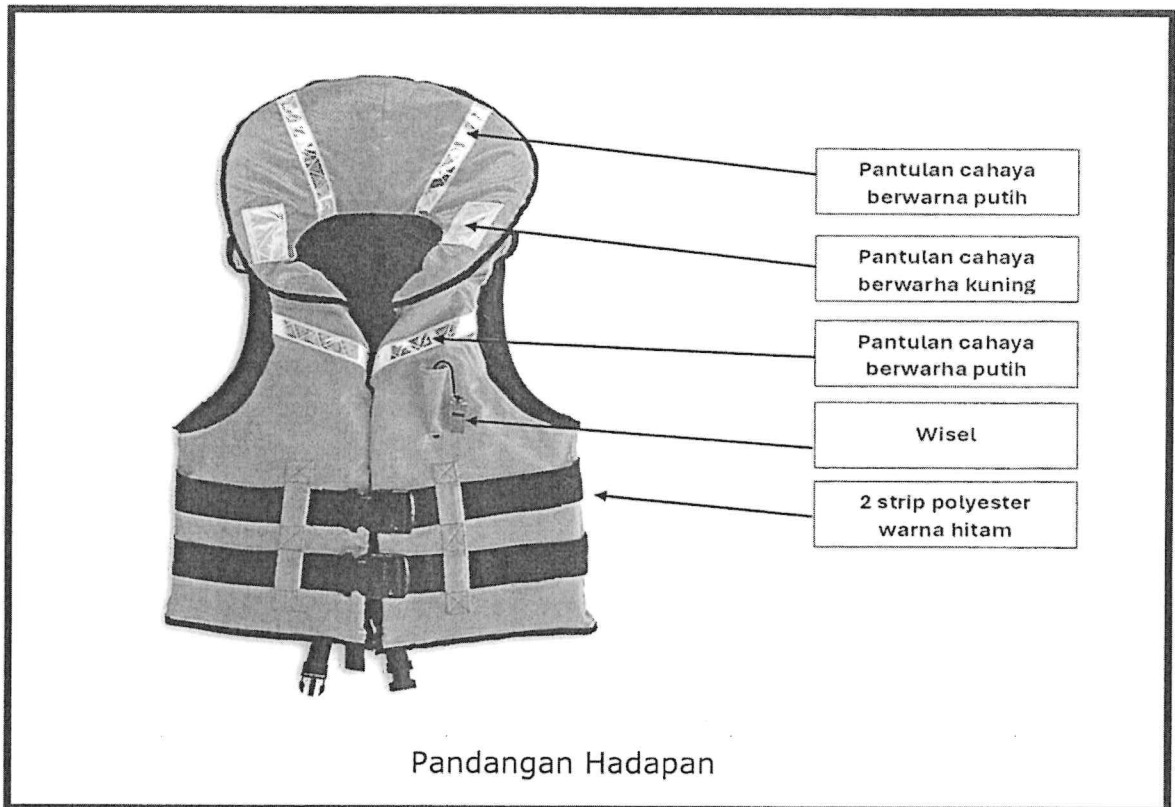 Pantulan cahaya
berwarna putih
Pantulan cahaya
berwarha kuning
Pantulan cahaya
berwarha putih
Wisel
2 strip polyester
warna hitam
Pandangan Hadapan